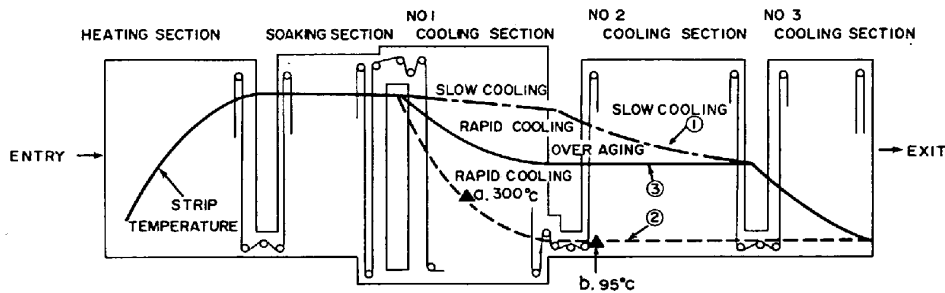 HEATING SECTION
SOAKING SECTION
NO 1
COOLING SECTION
NO 2
COOLING SECTION
NO 3
COOLING SECTION
SLOW COOLING
SLOW COOLING
①
RAPID COOLING
OVER AGING
ENTRY
EXIT
RAPID COOLING
③
a. 300°c
STRIP
TEMPERATURE
②
b. 95°c